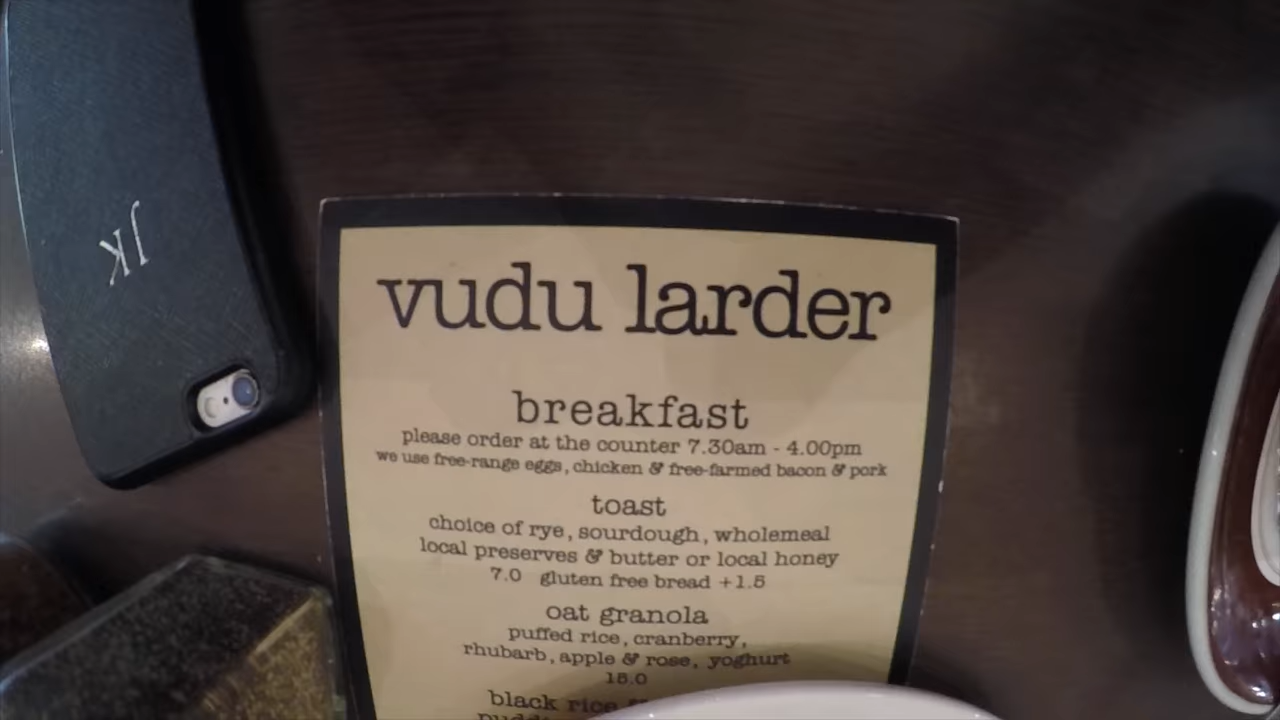 JK
vudu larder
breakfast
please order at the counter 7.30am - 4.00pm
we use free-range eggs, chicken & free-farmed bacon & pork
toast
choice of rye, sourdough, wholemeal
local preserves & butter or local honey
7.0 gluten free bread +1.5
oat granola
puffed rice, cranberry,
rhubarb, apple & rose, yoghurt
15.0
black rice